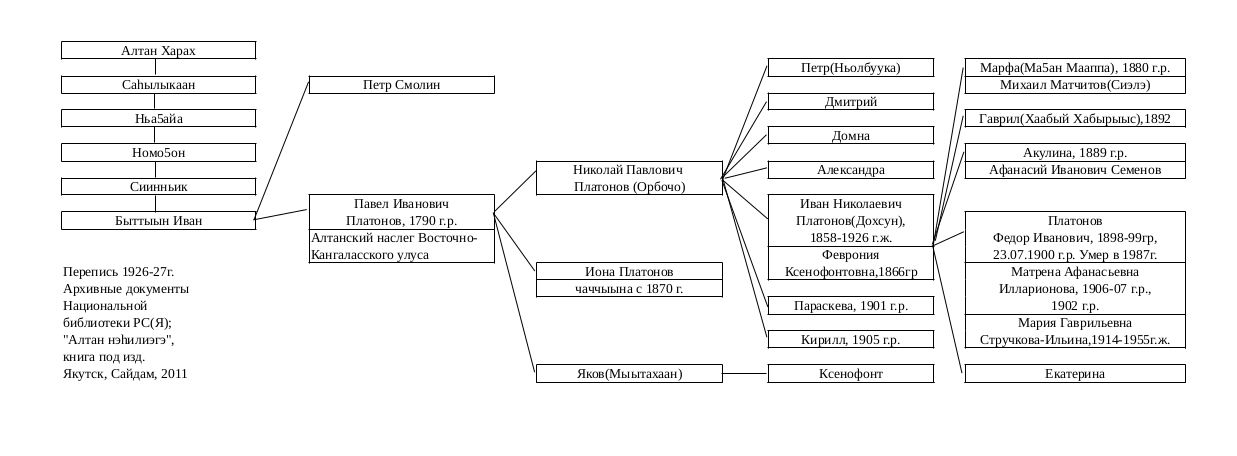 Алтан Харах
Саһылыкаан
Ньа5айа
Номо5он
Сиинньик
Быттыын Иван
Перепись 1926-27г.
Архивные документы
Национальной
библиотеки РС(Я);
"Алтан нэһилиэгэ",
книга под изд.
Якутск, Сайдам, 2011
Петр Смолин
Павел Иванович
Платонов, 1790 г.р.
Алтанский наслег Восточно-
Кангаласского улуса
Николай Павлович
Платонов (Орбочо)
Иона Платонов
чаччыына с 1870 г.
Яков(Мыытахаан)
Петр(Ньолбуука)
Дмитрий
Домна
Александра
Иван Николаевич
Платонов(Дохсун),
1858-1926 г.ж.
Феврония
Ксенофонтовна,1866гр
Параскева, 1901 г.р.
Кирилл, 1905 г.р.
Ксенофонт
Марфа(Ма5ан Мааппа), 1880 г.р.
Михаил Матчитов(Сиэлэ)
Гаврил(Хаабый Хабырыыс),1892
Акулина, 1889 г.р.
Афанасий Иванович Семенов
Платонов
Федор Иванович, 1898-99гр,
23.07.1900 г.р. Умер в 1987г.
Матрена Афанасьевна
Илларионова, 1906-07 г.р.,
1902 г.р.
Мария Гаврильевна
Стручкова-Ильина,1914-1955г.ж.
Екатерина